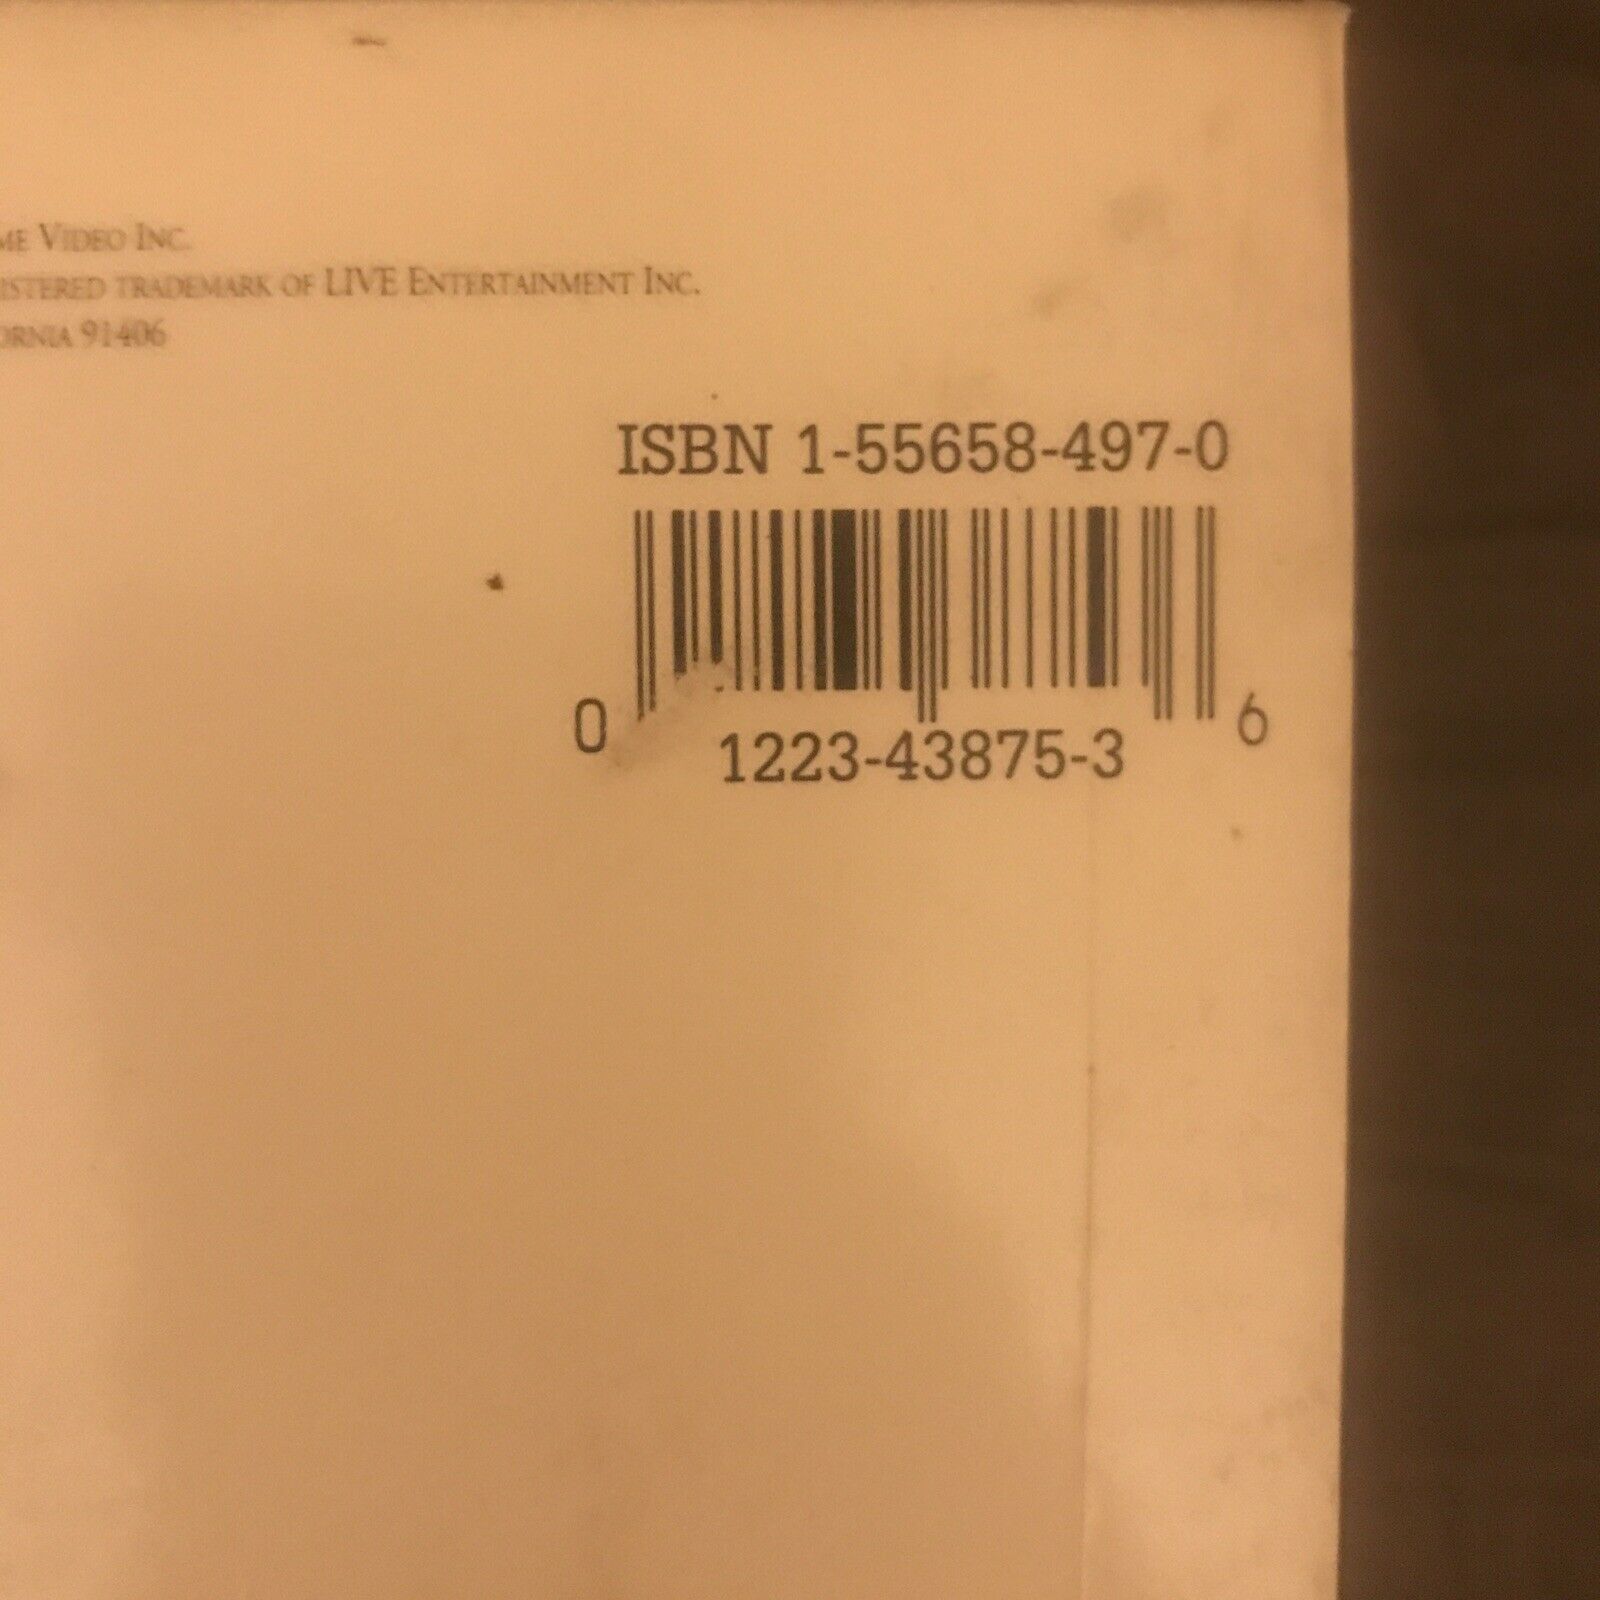 ME VIDEO INC.
ISTERED TRADEMARK OF LIVE ENTERTAINMENT INC.
ORNIA 91406
ISBN 1-55658-497-0
0 1223-43875-3 6